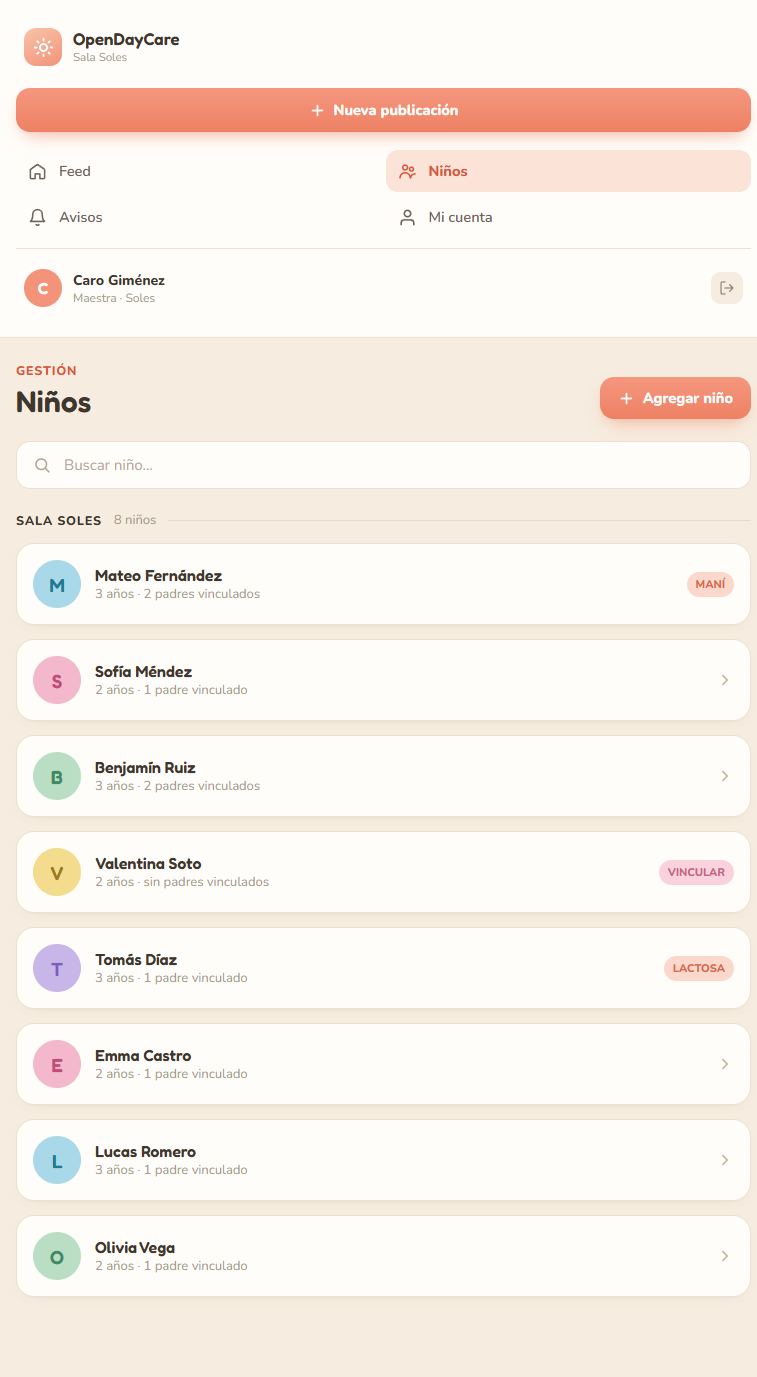 OpenDayCare
Sala Soles
Nueva publicación
Feed
Niños
Avisos
Mi cuenta
C
Caro Giménez
Maestra · Soles
GESTIÓN
Niños
Agregar niño
Buscar niño...
SALA SOLES 8 niños
M
Mateo Fernández
3 años · 2 padres vinculados
MANÍ
S
Sofía Méndez
2 años · 1 padre vinculado
B
Benjamín Ruiz
3 años · 2 padres vinculados
V
Valentina Soto
2 años · sin padres vinculados
VINCULAR
T
Tomás Díaz
3 años · 1 padre vinculado
LACTOSA
E
Emma Castro
2 años · 1 padre vinculado
L
Lucas Romero
3 años · 1 padre vinculado
O
Olivia Vega
2 años · 1 padre vinculado